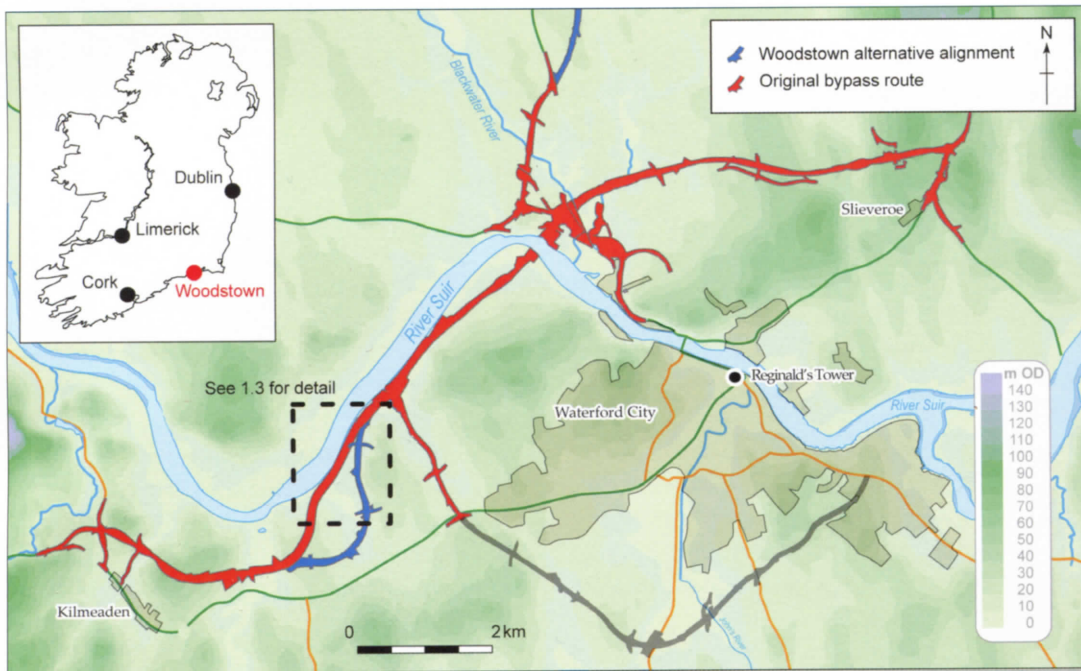 Dublin
Limerick
Cork
Woodstown
N
Woodstown alternative alignment
Original bypass route
Blackwater River
Slieveroe
River Suir
See 1.3 for detail
Reginald's Tower
Waterford City
River Suir
m OD
140
130
120
110
100
90
80
70
60
50
40
30
20
10
0
Kilmeaden
0 2 km
John's River